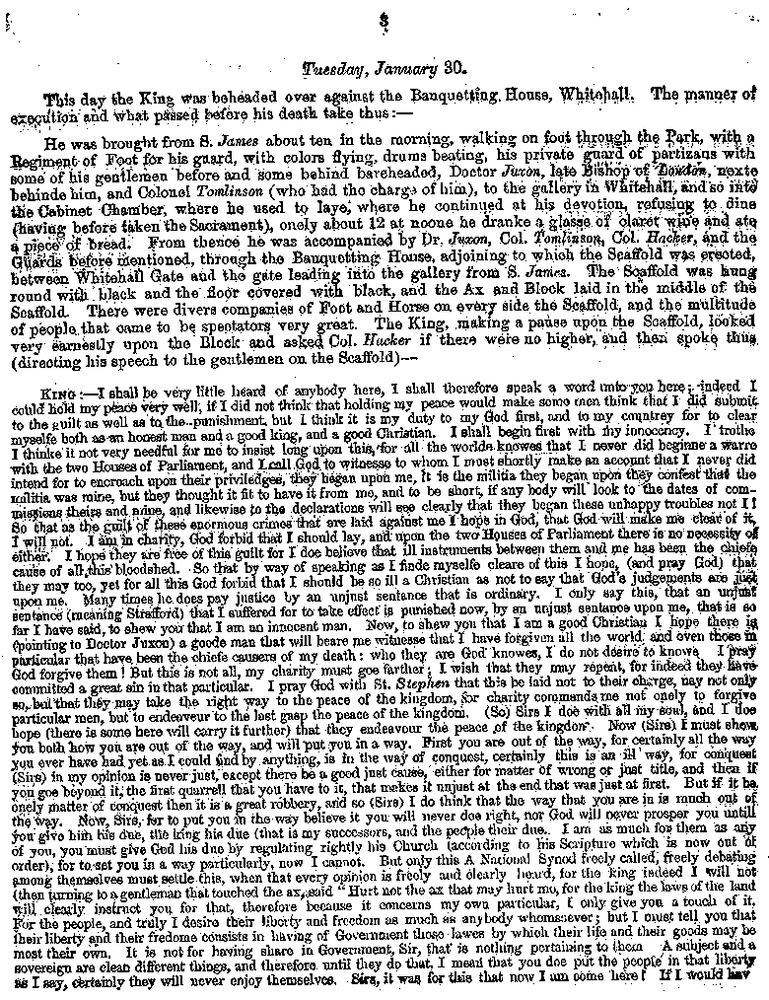 3
Tuesday, January 30.
This day the King was beheaded over against the Banquetting House, Whitehall. The manner of
execution and what passed before his death take thus:—
He was brought from S. James about ten in the morning, walking on foot through the Park, with a
Regiment of Foot for his guard, with colors flying, drums beating, his private guard of partizans with
some of his gentlemen before and some behind bareheaded, Doctor Juxon, late Bishop of London, nexte
behinde him, and Colonel Tomlinson (who had the charge of him), to the gallery in Whitehall, and so into
the Cabinet Chamber, where he used to laye, where he continued at his devotion, refusing to dine
(having before taken the Sacrament), onely about 12 at noone he dranke a glasse of claret wine and ate
a piece of bread. From thence he was accompanied by Dr. Juxon, Col. Tomlinson, Col. Hacker, and the
Guards before mentioned, through the Banquetting House, adjoining to which the Scaffold was erected,
between Whitehall Gate and the gate leading into the gallery from S. James. The Scaffold was hung
round with black and the floor covered with black, and the Ax and Block laid in the middle of the
Scaffold. There were divers companies of Foot and Horse on every side the Scaffold, and the multitude
of people that came to be spectators very great. The King, making a pause upon the Scaffold, looked
very earnestly upon the Block and asked Col. Hacker if there were no higher, and then spoke thus
(directing his speech to the gentlemen on the Scaffold)—
KING:—I shall be very little heard of anybody here, I shall therefore speak a word unto you here; indeed I
could hold my peace very well, if I did not think that holding my peace would make some men think that I did submit
to the guilt as well as to the punishment, but I think it is my duty to my God first, and to my countrey for to clear
myselfe both as an honest man and a good king, and a good Christian. I shall begin first with my innocency. I trothe
I thinke it not very needful for me to insist long upon this, for all the worlde knowes that I never did beginne a warre
with the two Houses of Parliament, and I call God to witnesse to whom I must shortly make an account that I never did
intend for to encroach upon their priviledges, they began upon me, it is the militia they began upon they confest that the
militia was mine, but they thought it fit to have it from me, and to be short, if any body will look to the dates of com-
missions theirs and mine, and likewise to the declarations will see clearly that they began these unhappy troubles not I!
So that as the guilt of these enormous crimes that are laid against me I hope in God, that God will make me clear of it,
I will not. I am in charity, God forbid that I should lay, and upon the two Houses of Parliament there is no necessity of
either. I hope they are free of this guilt for I doe believe that ill instruments between them and me has been the chiefe
cause of all this bloodshed. So that by way of speaking as I finde myselfe cleare of this I hope, (and pray God) that
they may too, yet for all this God forbid that I should be so ill a Christian as not to say that God's judgements are just
upon me. Many times he does pay justice by an unjust sentence that is ordinary. I only say this, that an unjust
sentence (meaning Strafford) that I suffered for to take effect is punished now, by an unjust sentence upon me, that is so
far I have said, to shew you that I am an innocent man. Now, to shew you that I am a good Christian I hope there is
(pointing to Doctor Juxon) a goode man that will beare me witnesse that I have forgiven all the world, and even those in
particular that have been the chiefe causers of my death: who they are God knowes, I do not desire to knowe. I pray
God forgive them! But this is not all, my charity must goe farther; I wish that they may repent, for indeed they have
committed a great sin in that particular. I pray God with St. Stephen that this be laid not to their charge, nay not only
so, but that they may take the right way to the peace of the kingdom, for charity commands me not onely to forgive
particular men, but to endeavour to the last gasp the peace of the kingdom. (So) Sirs I doe with all my soul, and I doe
hope (there is some here will carry it further) that they endeavour the peace of the kingdom. Now (Sirs) I must shew
you both how you are out of the way, and will put you in a way. First you are out of the way, for certainly all the way
you ever have had yet as I could find by anything, is in the way of conquest, certainly this is an ill way, for conquest
(Sirs) in my opinion is never just, except there be a good just cause, either for matter of wrong or just title, and then if
you goe beyond it, the first quarrell that you have to it, that makes it unjust at the end that was just at first. But if it be
onely matter of conquest then it is a great robbery, and so (Sirs) I do think that the way that you are in is much out of
the way. Now, Sirs, for to put you in the way believe it you will never doe right, nor God will never prosper you untill
you give him his due, the king his due (that is my successors, and the people their due. I am as much for them as any
of you, you must give God his due by regulating rightly his Church (according to his Scripture which is now out of
order), for to set you in a way particularly, now I cannot. But only this A National Synod freely called, freely debating
among themselves must settle this, when that every opinion is freely and clearly heard, for the king indeed I will not
(then turning to a gentleman that touched the ax, said "Hurt not the ax that may hurt me, for the king the laws of the land
will clearly instruct you for that, therefore because it concerns my own particular, I only give you a touch of it.
For the people, and truly I desire their liberty and freedom as much as anybody whomsoever; but I must tell you that
their liberty and their fredome consists in having of Government those lawes by which their life and their goods may be
most their own. It is not for having share in Government, Sir, that is nothing pertaining to them A subject and a
sovereign are clean different things, and therefore until they do that, I mean that you doe put the people in that liberty
as I say, certainly they will never enjoy themselves. Sirs, it was for this that now I am come here! If I would hav